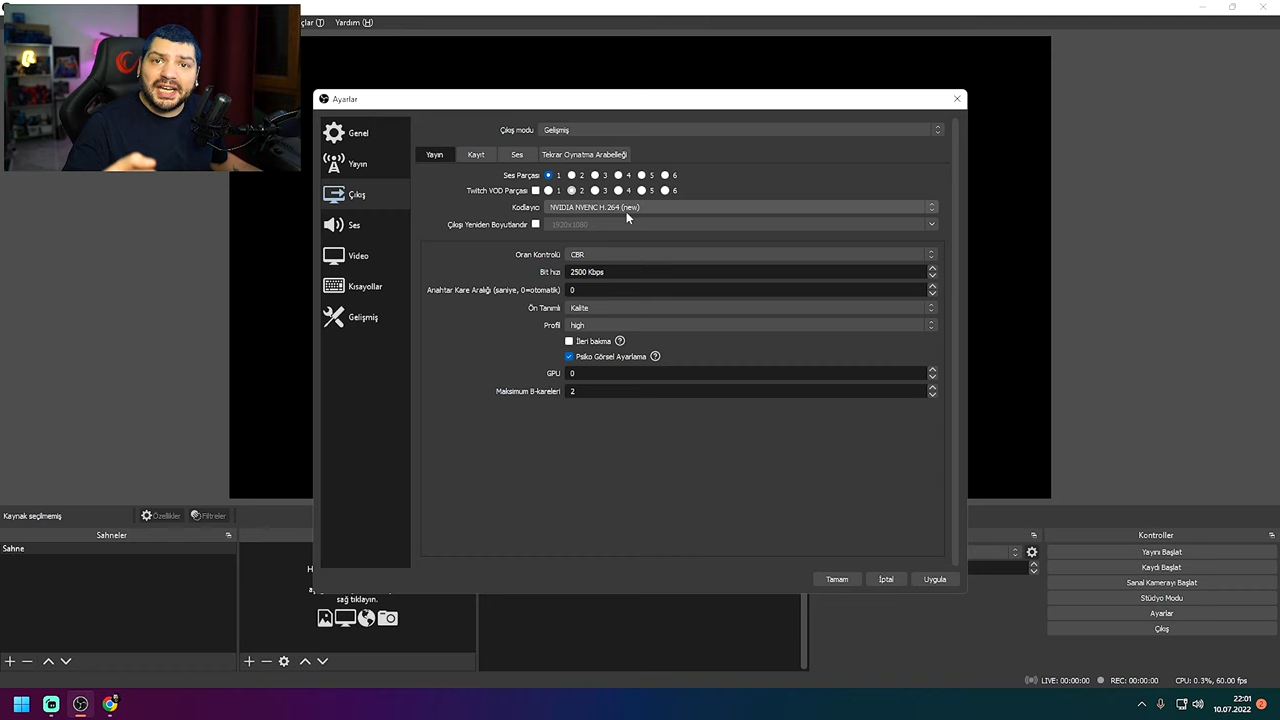 çlar (T) Yardım (H)
Ayarlar
Genel
Yayın
Çıkış
Ses
Video
Kısayollar
Gelişmiş
Çıkış modu Gelişmiş
Yayın Kayıt Ses Tekrar Oynatma Arabelleği
Ses Parçası 1 2 3 4 5 6
Twitch VOD Parçası 1 2 3 4 5 6
Kodlayıcı NVIDIA NVENC H.264 (new)
Çıkışı Yeniden Boyutlandır 1920x1080
Oran Kontrolü CBR
Bit hızı 2500 Kbps
Anahtar Kare Aralığı (saniye, 0=otomatik) 0
Ön Tanımlı Kalite
Profil high
İleri bakma ?
Psiko Görsel Ayarlama ?
GPU 0
Maksimum B-kareleri 2
Tamam İptal Uygula
Kaynak seçilmemiş Özellikler Filtreler
Sahneler
Sahne
H
sağ tıklayın.
Kontroller
Yayını Başlat
Kaydı Başlat
Sanal Kamerayı Başlat
Stüdyo Modu
Ayarlar
Çıkış
LIVE: 00:00:00 REC: 00:00:00 CPU: 0.3%, 60.00 fps
22:01
10.07.2022
2